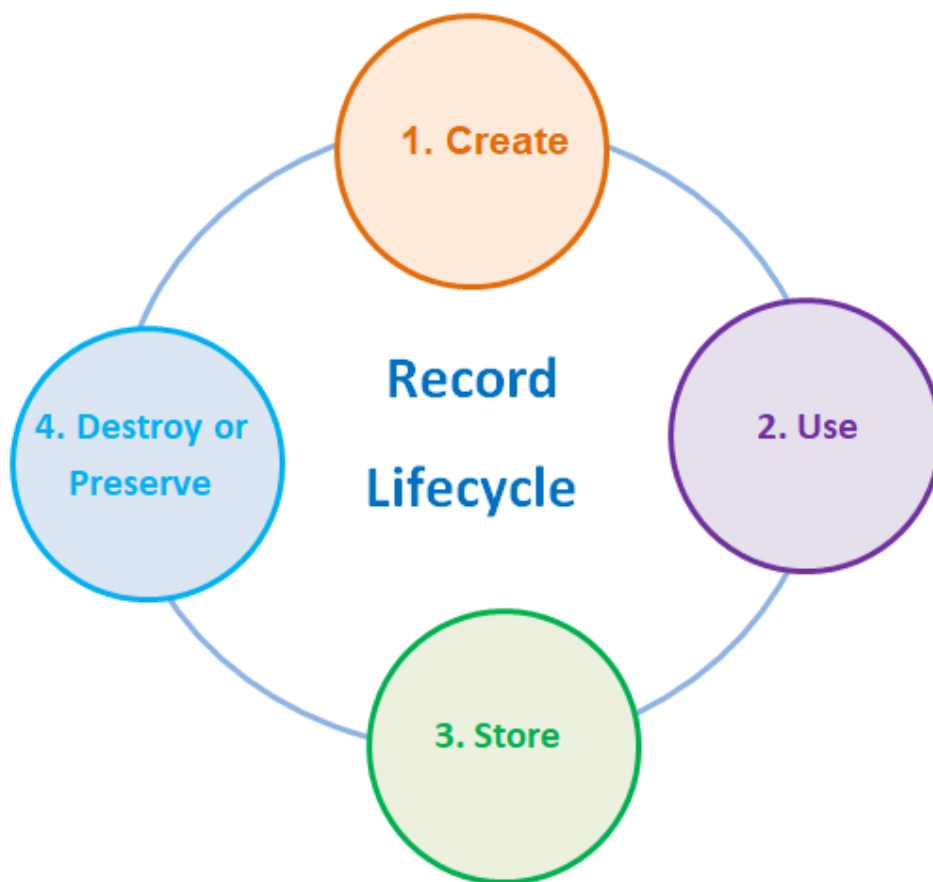 1. Create
Record
Lifecycle
2. Use
3. Store
4. Destroy or
Preserve